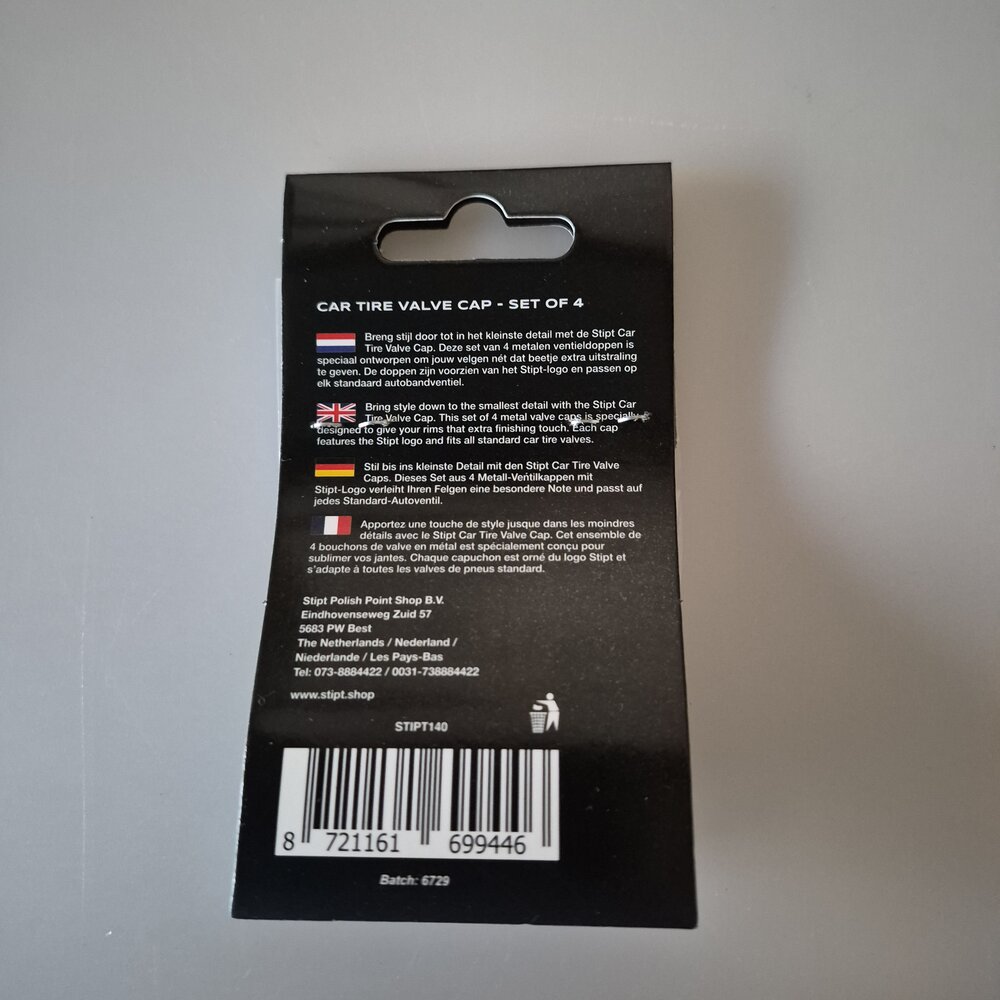 CAR TIRE VALVE CAP - SET OF 4
Breng stijl door tot in het kleinste detail met de Stipt Car
Tire Valve Cap. Deze set van 4 metalen ventieldoppen is
speciaal ontworpen om jouw velgen nét dat beetje extra uitstraling
te geven. De doppen zijn voorzien van het Stipt-logo en passen op
elk standaard autobandventiel.
Bring style down to the smallest detail with the Stipt Car
Tire Valve Cap. This set of 4 metal valve caps is specially
designed to give your rims that extra finishing touch. Each cap
features the Stipt logo and fits all standard car tire valves.
Stil bis ins kleinste Detail mit den Stipt Car Tire Valve
Caps. Dieses Set aus 4 Metall-Ventilkappen mit
Stipt-Logo verleiht Ihren Felgen eine besondere Note und passt auf
jedes Standard-Autoventil.
Apportez une touche de style jusque dans les moindres
détails avec le Stipt Car Tire Valve Cap. Cet ensemble de
4 bouchons de valve en métal est spécialement conçu pour
sublimer vos jantes. Chaque capuchon est orné du logo Stipt et
s'adapte à toutes les valves de pneus standard.
Stipt Polish Point Shop B.V.
Eindhovenseweg Zuid 57
5683 PW Best
The Netherlands / Nederland /
Niederlande / Les Pays-Bas
Tel: 073-8884422 / 0031-738884422
www.stipt.shop
STIPT140
8 721161 699446
Batch: 6729